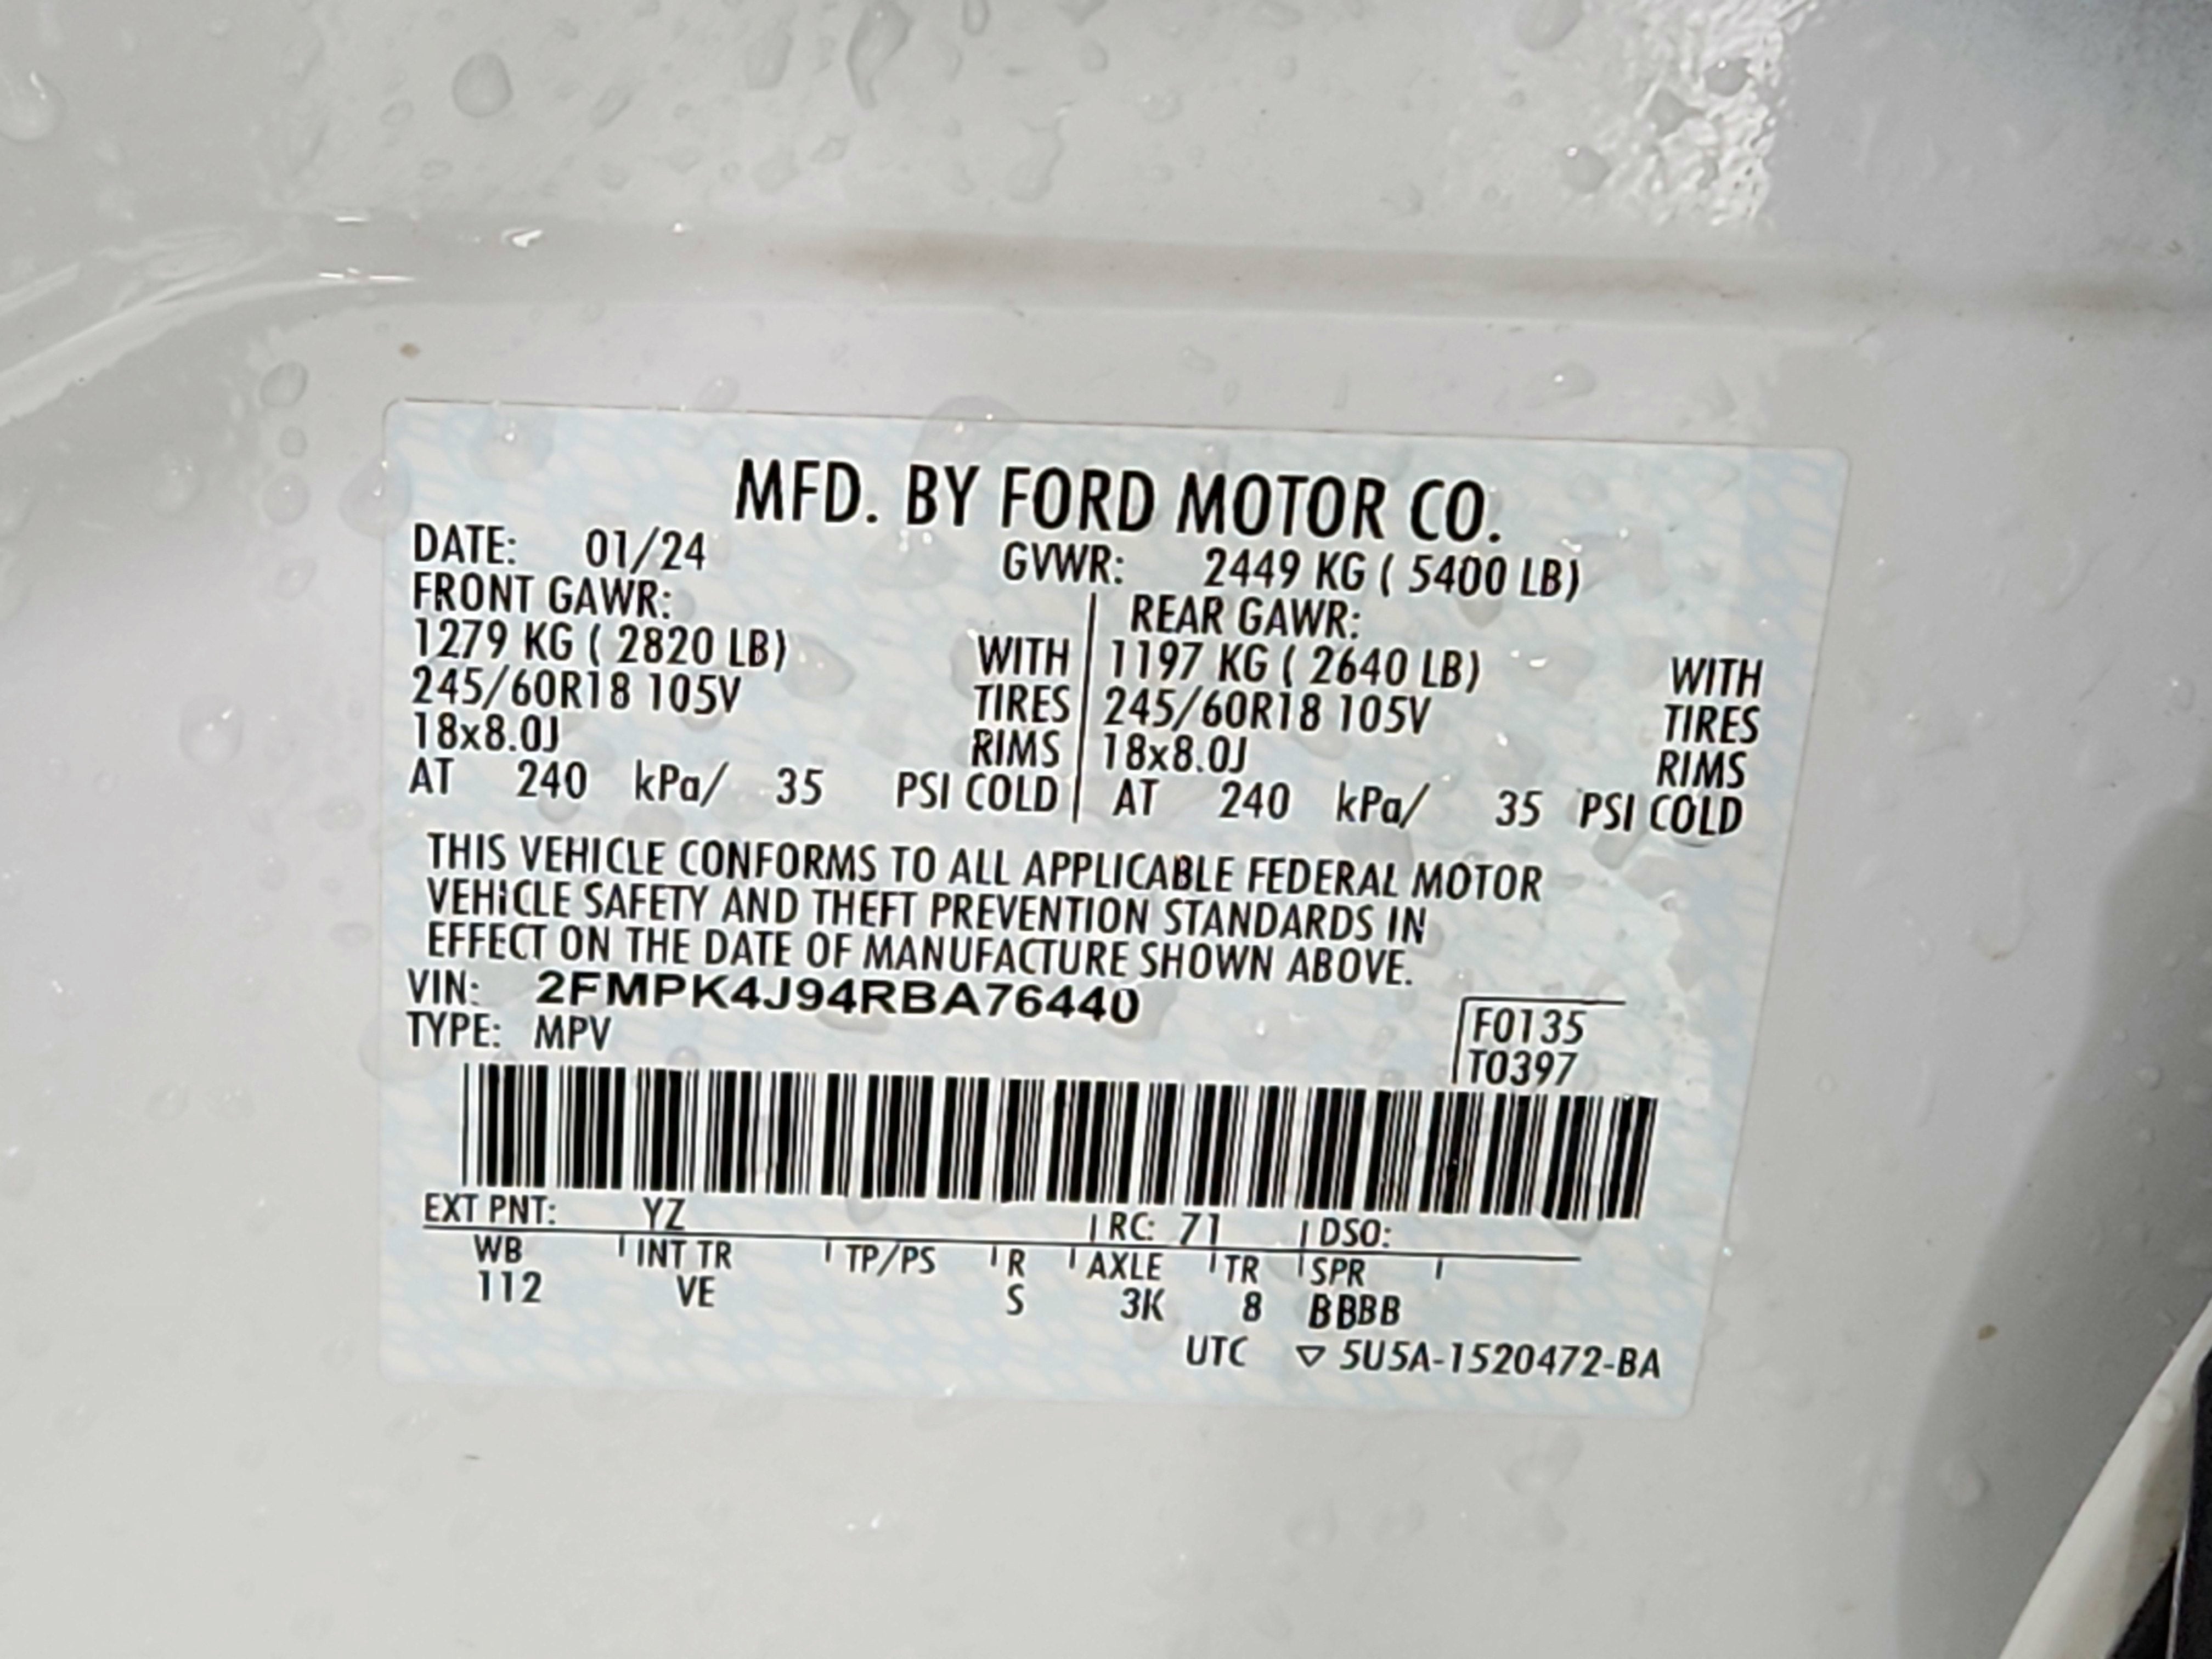 MFD. BY FORD MOTOR CO.
DATE: 01/24 GVWR: 2449 KG ( 5400 LB)
FRONT GAWR: REAR GAWR:
1279 KG ( 2820 LB) WITH 1197 KG ( 2640 LB) WITH
245/60R18 105V TIRES 245/60R18 105V TIRES
18x8.0J RIMS 18x8.0J RIMS
AT 240 kPa/ 35 PSI COLD AT 240 kPa/ 35 PSI COLD
THIS VEHICLE CONFORMS TO ALL APPLICABLE FEDERAL MOTOR
VEHICLE SAFETY AND THEFT PREVENTION STANDARDS IN
EFFECT ON THE DATE OF MANUFACTURE SHOWN ABOVE.
VIN: 2FMPK4J94RBA76440
TYPE: MPV
F0135
T0397
EXT PNT: YZ RC: 71 DSO:
WB INT TR TP/PS R AXLE TR SPR
112 VE S 3K 8 BBBB
UTC ▽ 5U5A-1520472-BA